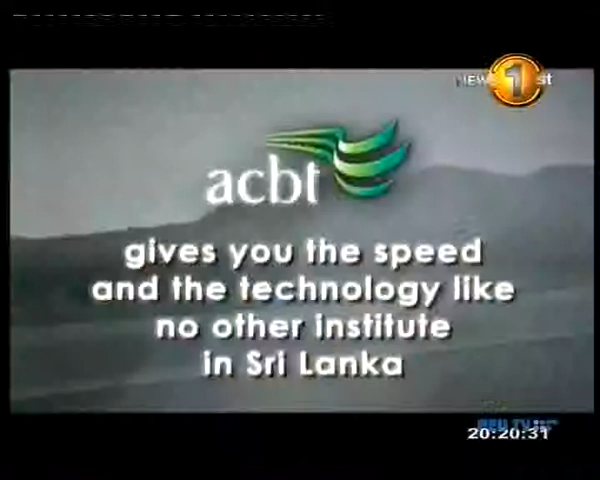 NEWS 1st
acbt
gives you the speed
and the technology like
no other institute
in Sri Lanka
20:20:31